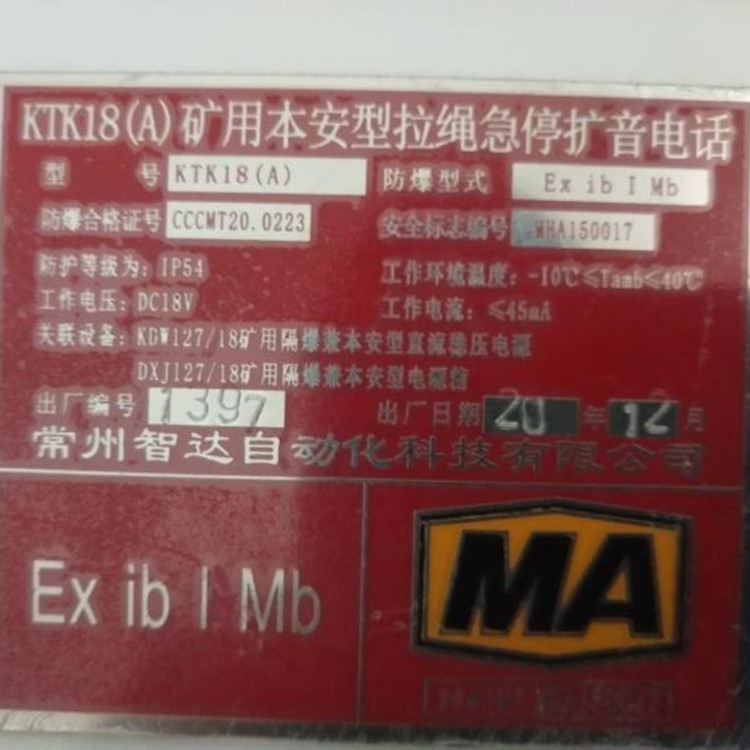 KTK18(A)矿用本安型拉绳急停扩音电话
型 号 KTK18(A) 防爆型式 Ex ib I Mb
防爆合格证号 CCCMT20.0223 安全标志编号 MHA150017
防护等级为: IP54 工作环境温度: -10℃≤Tamb≤40℃
工作电压: DC18V 工作电流: ≤45mA
关联设备: KDW127/18矿用隔爆兼本安型直流稳压电源
DXJ127/18矿用隔爆兼本安型电源箱
出厂编号 1397 出厂日期 20 年 12 月
常州智达自动化科技有限公司
Ex ib I Mb
MA